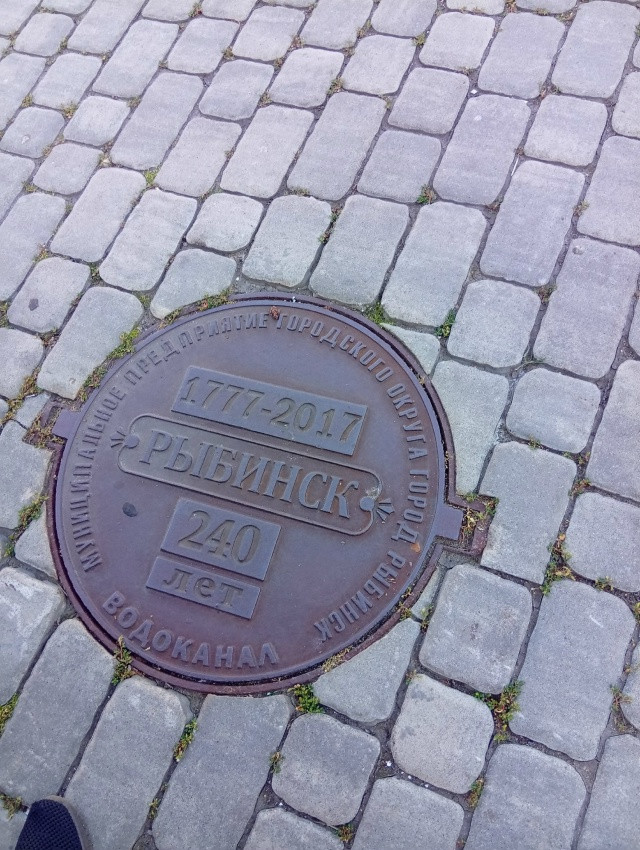 МУНИЦИПАЛЬНОЕ ПРЕДПРИЯТИЕ ГОРОДСКОГО ОКРУГА ГОРОД РЫБИНСК
1777-2017
РЫБИНСК
240
лет
ВОДОКАНАЛ